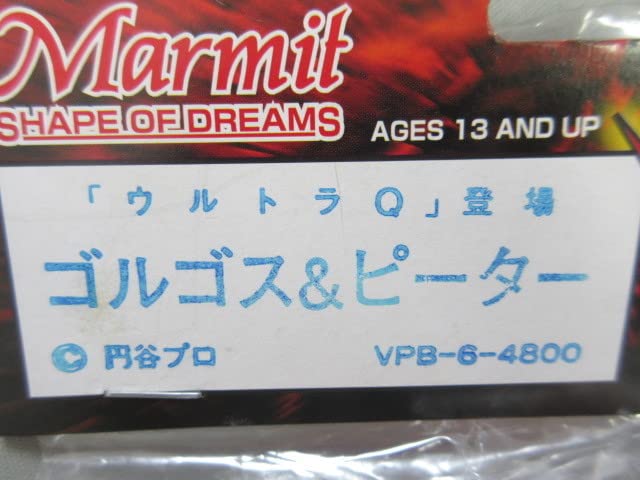 Marmit
SHAPE OF DREAMS
AGES 13 AND UP
「ウルトラQ」登場
ゴルゴス&ピーター
© 円谷プロ VPB-6-4800